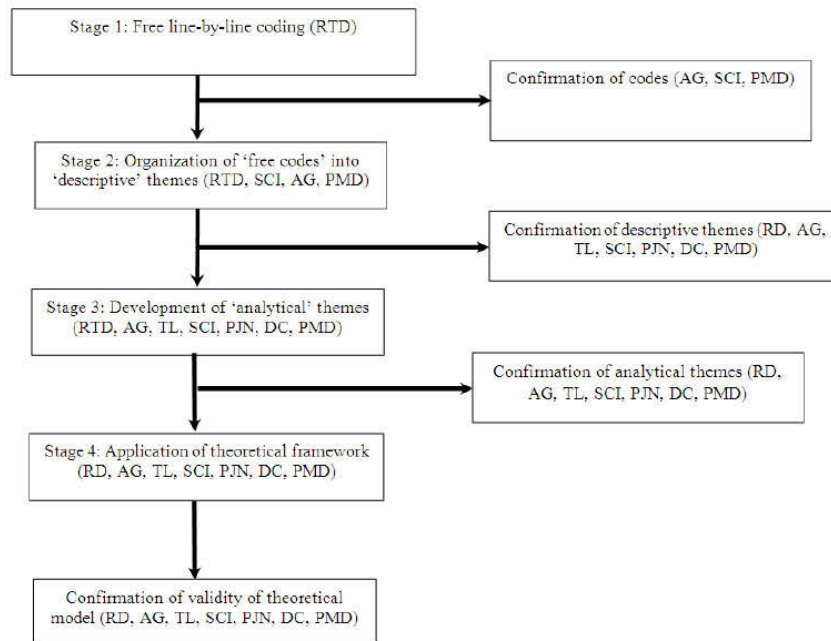 Stage 1: Free line-by-line coding (RTD)
Confirmation of codes (AG, SCI, PMD)
Stage 2: Organization of ‘free codes’ into
‘descriptive’ themes (RTD, SCI, AG, PMD)
Confirmation of descriptive themes (RD, AG,
TL, SCI, PJN, DC, PMD)
Stage 3: Development of ‘analytical’ themes
(RTD, AG, TL, SCI, PJN, DC, PMD)
Confirmation of analytical themes (RD,
AG, TL, SCI, PJN, DC, PMD)
Stage 4: Application of theoretical framework
(RD, AG, TL, SCI, PJN, DC, PMD)
Confirmation of validity of theoretical
model (RD, AG, TL, SCI, PJN, DC, PMD)